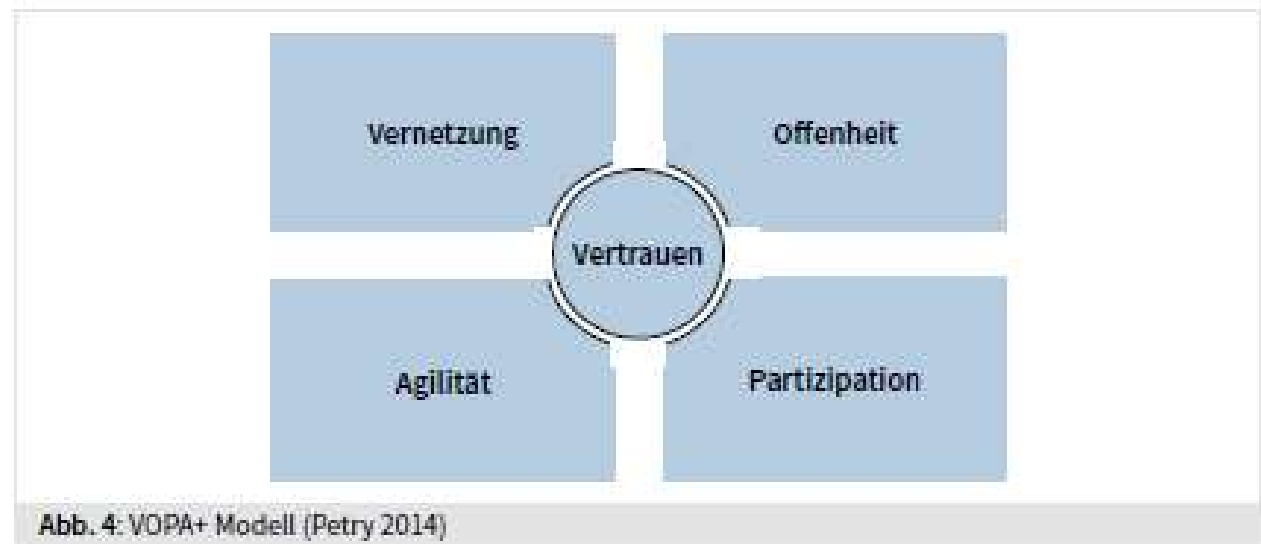 Vernetzung
Offenheit
Vertrauen
Agilität
Partizipation
Abb. 4: VOPA+ Modell (Petry 2014)